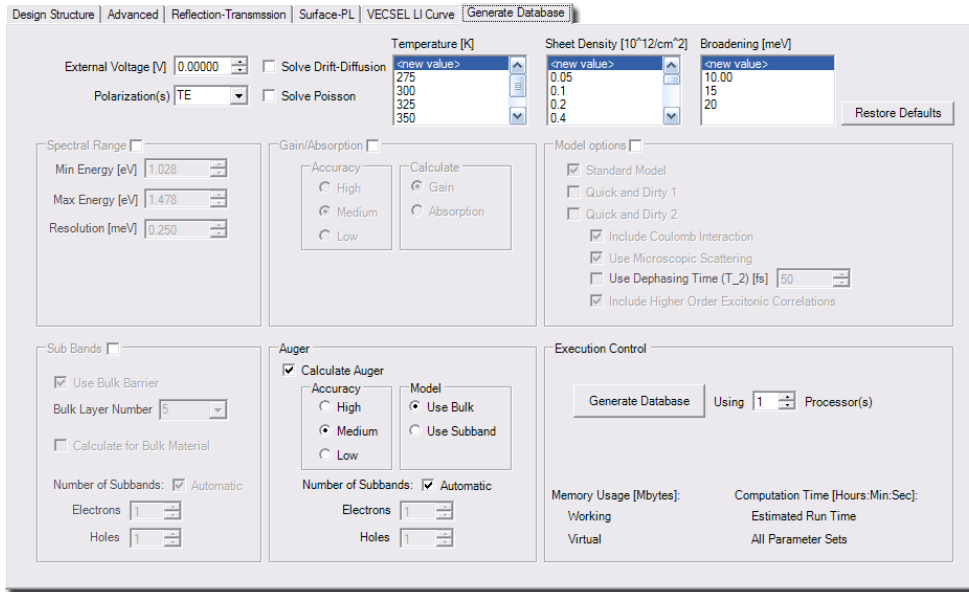 Design Structure Advanced Reflection-Transmssion Surface-PL VECSEL LI Curve Generate Database
Temperature [K] Sheet Density [10^12/cm^2] Broadening [meV]
External Voltage [V] 0.00000 Solve Drift-Diffusion
Polarization(s) TE Solve Poisson
<new value>
275
300
325
350
<new value>
0.05
0.1
0.2
0.4
<new value>
10.00
15
20
Restore Defaults
Spectral Range
Min Energy [eV] 1.028
Max Energy [eV] 1.478
Resolution [meV] 0.250
Gain/Absorption
Accuracy
High
Medium
Low
Calculate
Gain
Absorption
Model options
Standard Model
Quick and Dirty 1
Quick and Dirty 2
Include Coulomb Interaction
Use Microscopic Scattering
Use Dephasing Time (T_2) [fs] 50
Include Higher Order Excitonic Correlations
Sub Bands
Use Bulk Barrier
Bulk Layer Number 5
Calculate for Bulk Material
Number of Subbands: Automatic
Electrons 1
Holes 1
Auger
Calculate Auger
Accuracy
High
Medium
Low
Model
Use Bulk
Use Subband
Number of Subbands: Automatic
Electrons 1
Holes 1
Execution Control
Generate Database Using 1 Processor(s)
Memory Usage [Mbytes]: Computation Time [Hours:Min:Sec]:
Working Estimated Run Time
Virtual All Parameter Sets